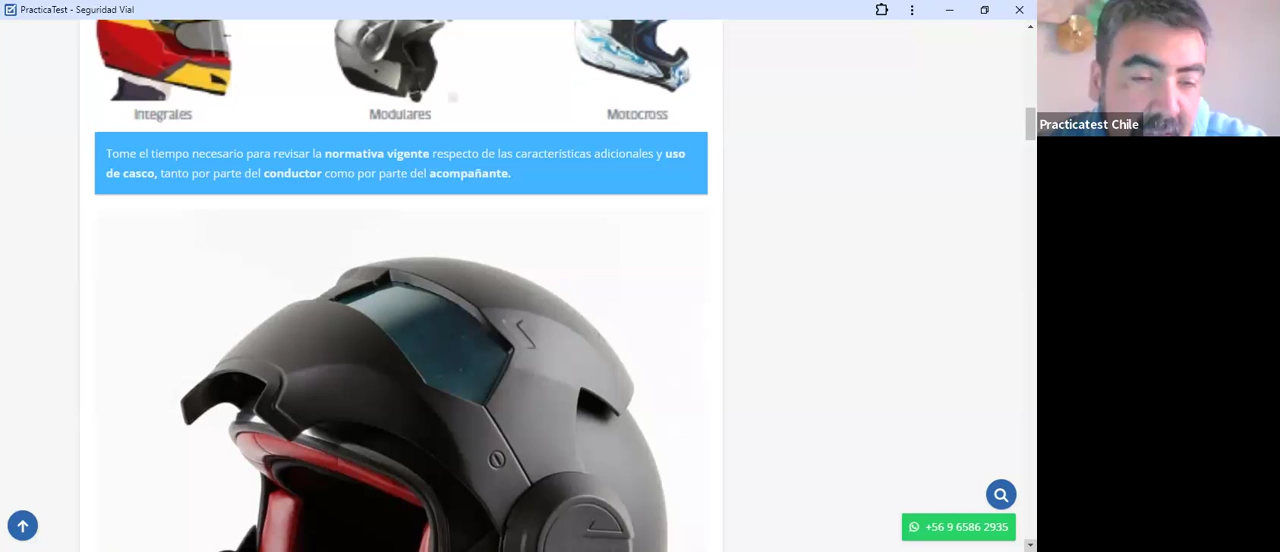 PracticaTest - Seguridad Vial
Practicatest Chile
Integrales
Modulares
Motocross
Tome el tiempo necesario para revisar la normativa vigente respecto de las características adicionales y uso
de casco, tanto por parte del conductor como por parte del acompañante.
+56 9 6586 2935